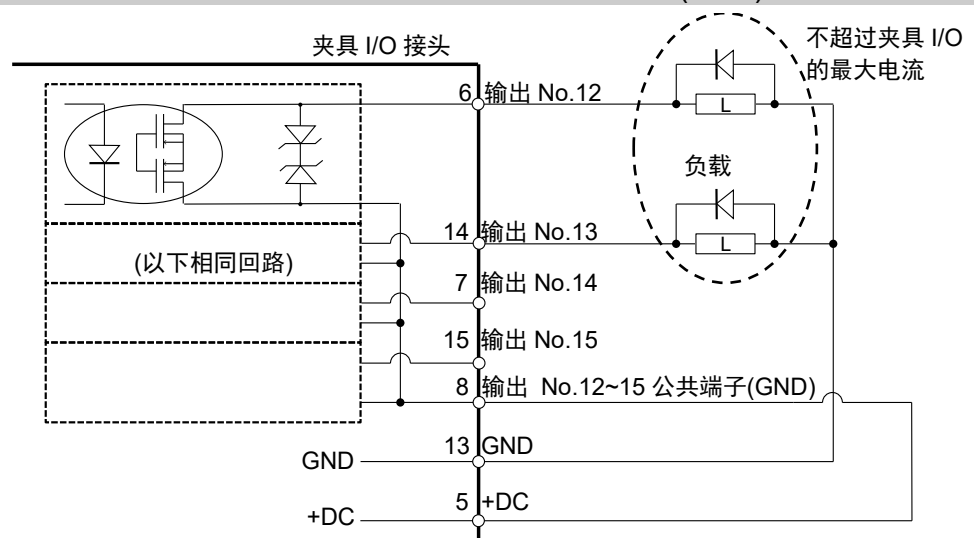 夹具 I/O 接头
不超过夹具 I/O
的最大电流
6 输出 No.12
L
负载
14 输出 No.13
L
(以下相同回路)
7 输出 No.14
15 输出 No.15
8 输出 No.12~15 公共端子(GND)
GND 13 GND
+DC 5 +DC